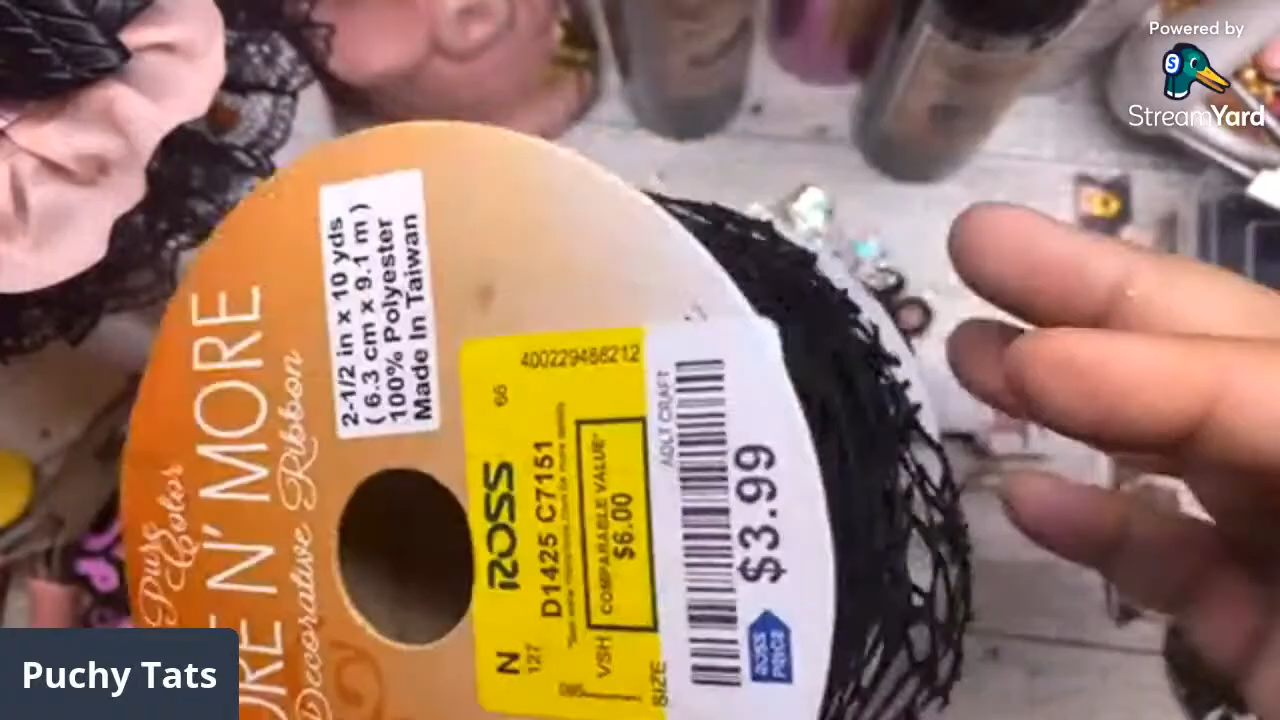 Powered by
StreamYard
2-1/2 in x 10 yds
( 6.3 cm x 9.1 m )
100% Polyester
Made In Taiwan
Pure
Color
ORE N' MORE
Decorative Ribbon
400229488212
66
ROSS
D1425 C7151
COMPARABLE VALUE*
$6.00
N
127
VSH
SIZE
ADLT CRAFT
$3.99
ROSS
PRICE
Puchy Tats